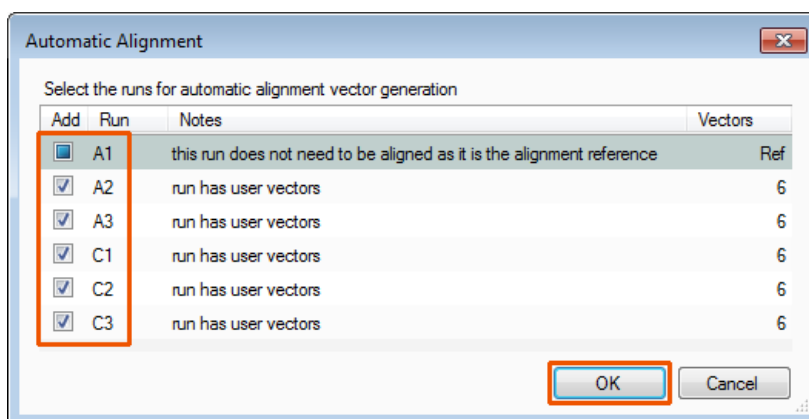 Automatic Alignment
Select the runs for automatic alignment vector generation
Add Run Notes Vectors
A1 this run does not need to be aligned as it is the alignment reference Ref
A2 run has user vectors 6
A3 run has user vectors 6
C1 run has user vectors 6
C2 run has user vectors 6
C3 run has user vectors 6
OK Cancel